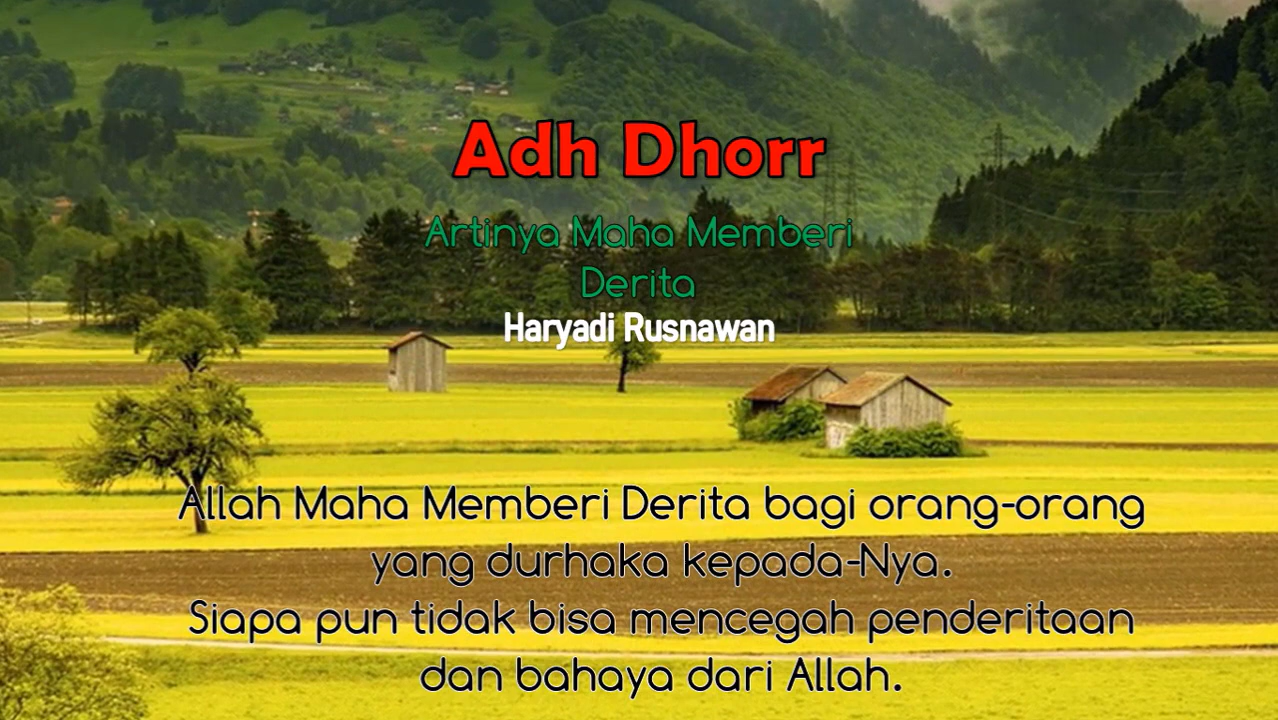 Adh Dhorr
Artinya Maha Memberi
Derita
Haryadi Rusnawan
Allah Maha Memberi Derita bagi orang-orang
yang durhaka kepada-Nya.
Siapa pun tidak bisa mencegah penderitaan
dan bahaya dari Allah.